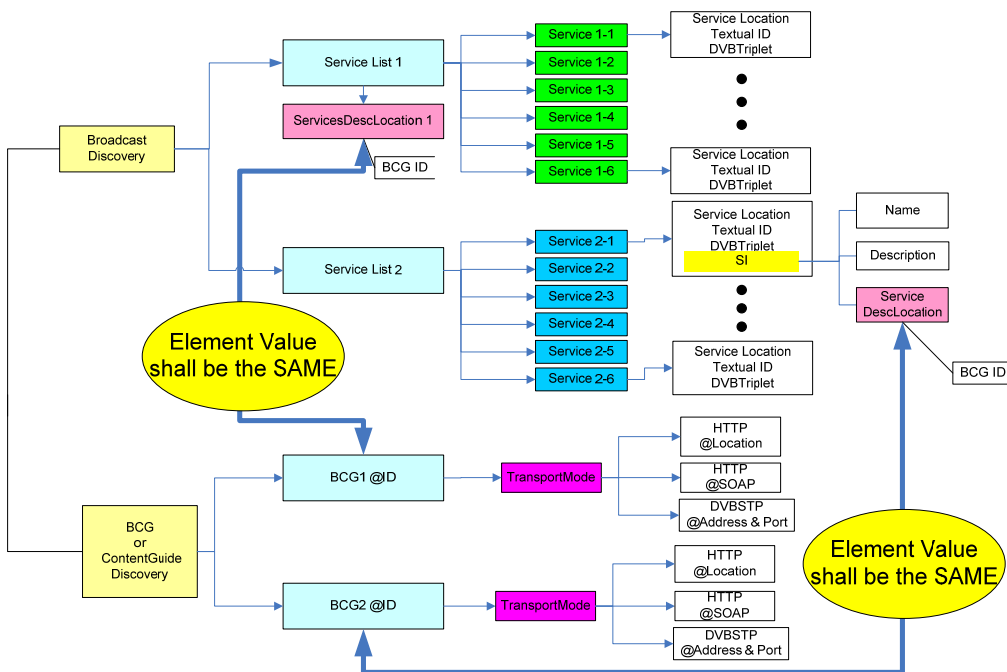 Broadcast
Discovery
Service List 1
ServicesDescLocation 1
BCG ID
Service 1-1
Service 1-2
Service 1-3
Service 1-4
Service 1-5
Service 1-6
Service Location
Textual ID
DVBTriplet
Service Location
Textual ID
DVBTriplet
Service List 2
Service 2-1
Service 2-2
Service 2-3
Service 2-4
Service 2-5
Service 2-6
Service Location
Textual ID
DVBTriplet
SI
Service Location
Textual ID
DVBTriplet
Name
Description
Service
DescLocation
BCG ID
Element Value
shall be the SAME
BCG
or
ContentGuide
Discovery
BCG1 @ID
TransportMode
HTTP
@Location
HTTP
@SOAP
DVBSTP
@Address & Port
BCG2 @ID
TransportMode
HTTP
@Location
HTTP
@SOAP
DVBSTP
@Address & Port
Element Value
shall be the SAME